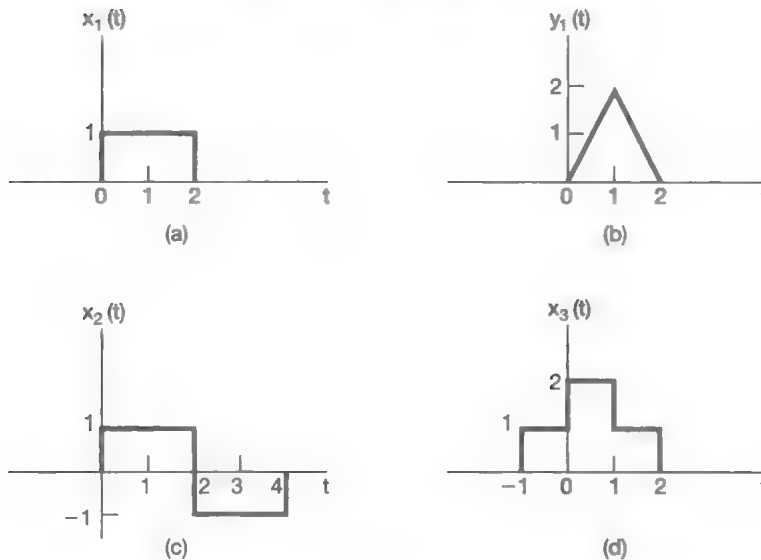 x₁(t)
1
0 1 2 t
(a)
y₁(t)
2
1
0 1 2
(b)
x₂(t)
1
1 2 3 4 t
-1
(c)
x₃(t)
2
1
-1 0 1 2
(d)